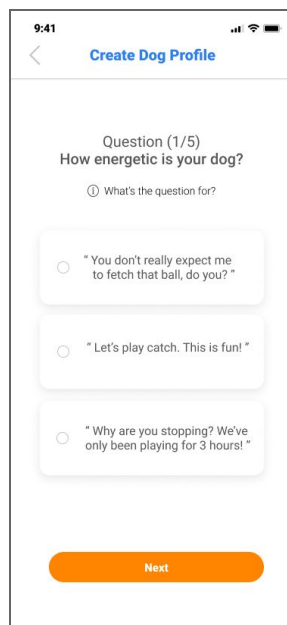 9:41
Create Dog Profile
Question (1/5)
How energetic is your dog?
What's the question for?
" You don't really expect me
to fetch that ball, do you? "
" Let's play catch. This is fun! "
" Why are you stopping? We've
only been playing for 3 hours! "
Next